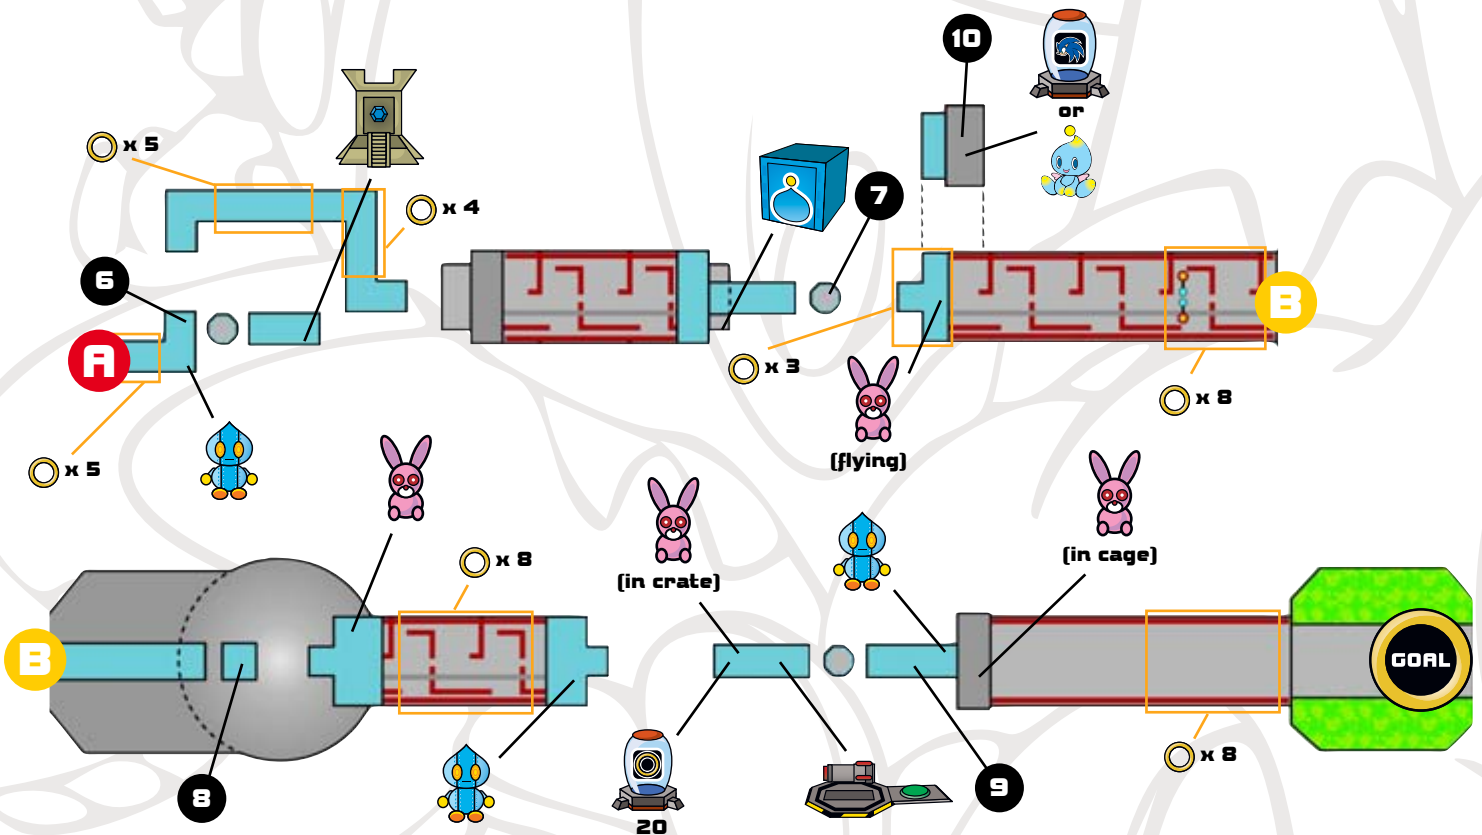 10
or
x 5
x 4
7
6
A
B
x 3
x 8
(flying)
x 5
x 8
(in crate)
(in cage)
B
GOAL
x 8
8
9
20